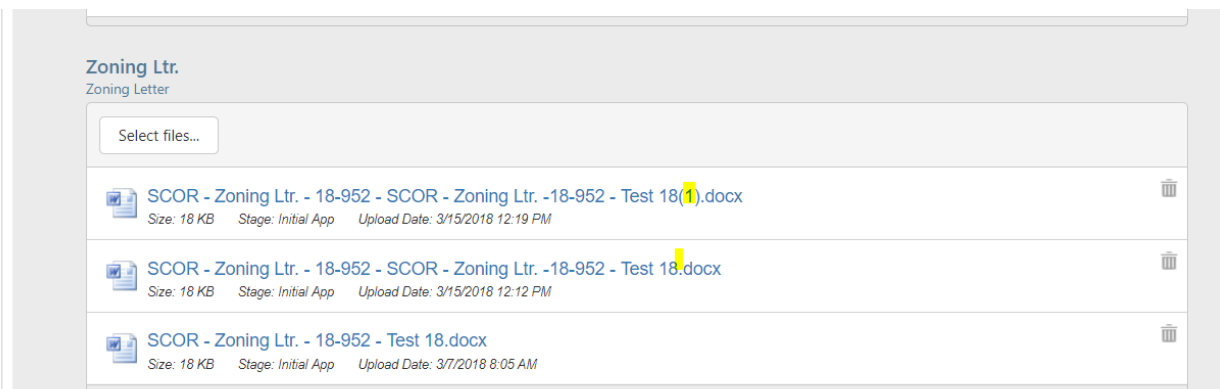 Zoning Ltr.
Zoning Letter
Select files...
SCOR - Zoning Ltr. - 18-952 - SCOR - Zoning Ltr. -18-952 - Test 18(1).docx
Size: 18 KB Stage: Initial App Upload Date: 3/15/2018 12:19 PM
SCOR - Zoning Ltr. - 18-952 - SCOR - Zoning Ltr. -18-952 - Test 18.docx
Size: 18 KB Stage: Initial App Upload Date: 3/15/2018 12:12 PM
SCOR - Zoning Ltr. - 18-952 - Test 18.docx
Size: 18 KB Stage: Initial App Upload Date: 3/7/2018 8:05 AM